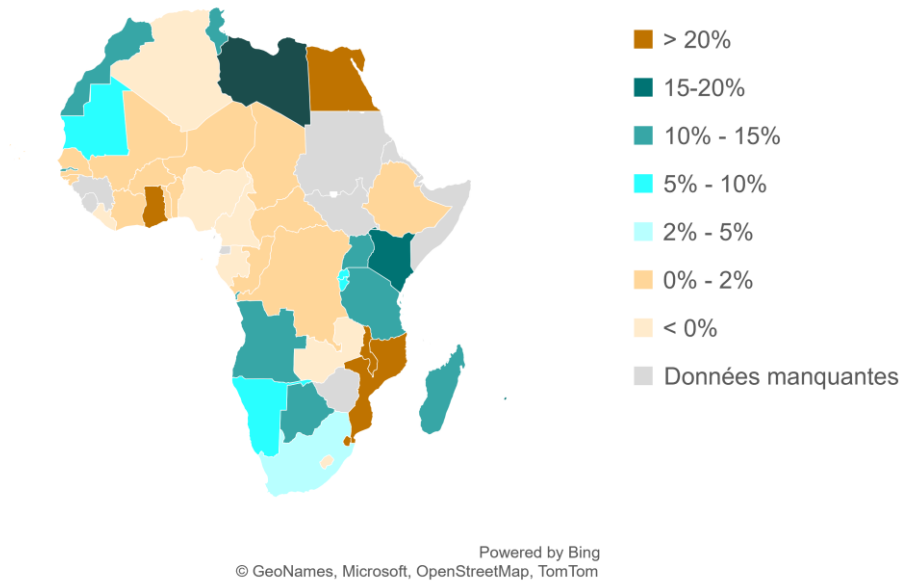 > 20%
15-20%
10% - 15%
5% - 10%
2% - 5%
0% - 2%
< 0%
Données manquantes
Powered by Bing
© GeoNames, Microsoft, OpenStreetMap, TomTom